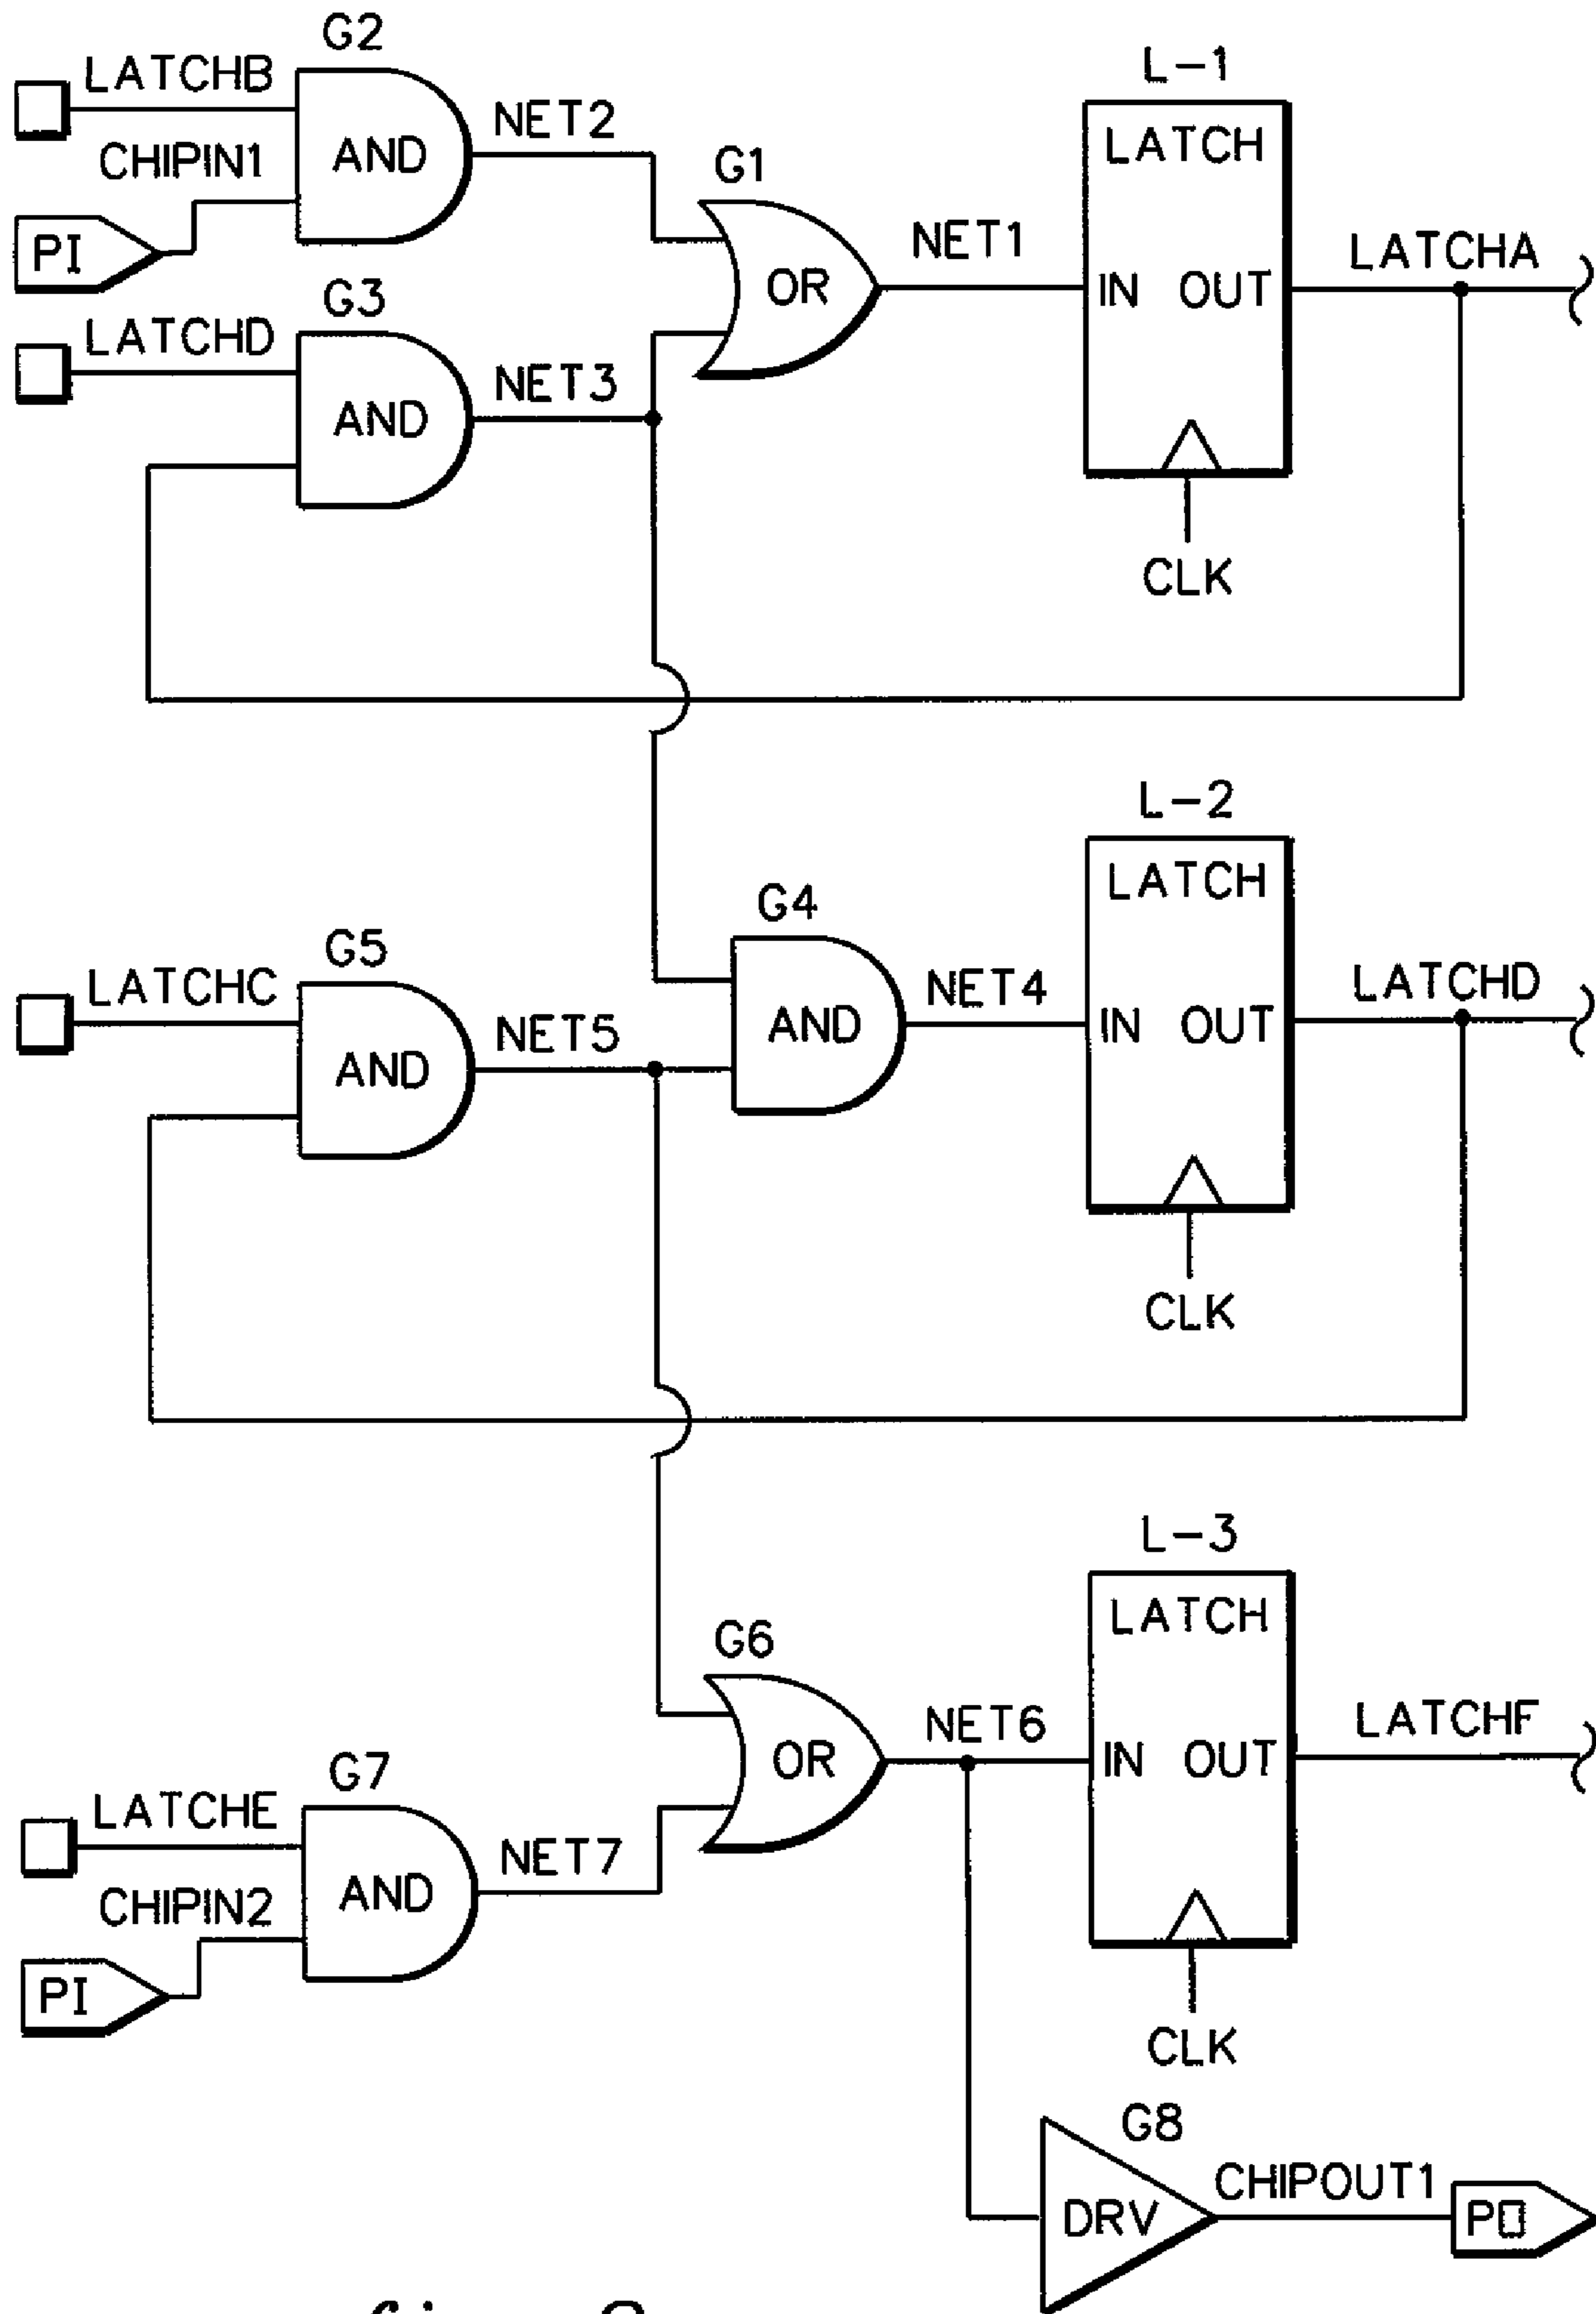 G2
L-1
LATCHB
AND
NET2
LATCH
CHIPIN1
G1
PI
NET1
LATCHA
OR
IN OUT
G3
LATCHD
NET3
AND
CLK
L-2
LATCH
G4
G5
LATCHC
NET4
LATCHD
AND
IN OUT
NET5
AND
CLK
L-3
LATCH
G6
NET6
LATCHF
OR
IN OUT
G7
LATCHE
NET7
AND
CHIPIN2
PI
CLK
G8
CHIPOUT1
DRV
PO